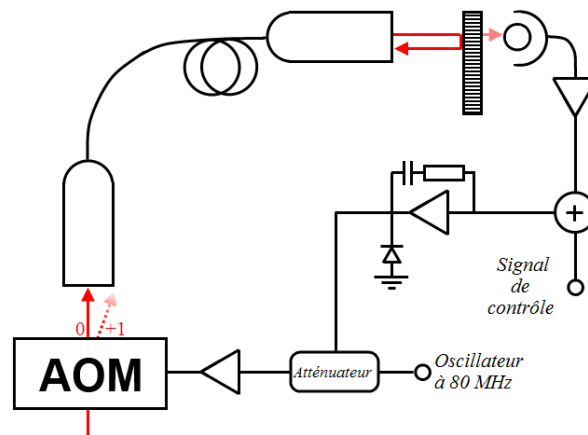 +
Signal
de
contrôle
0 +1
AOM
Atténuateur
Oscillateur
à 80 MHz